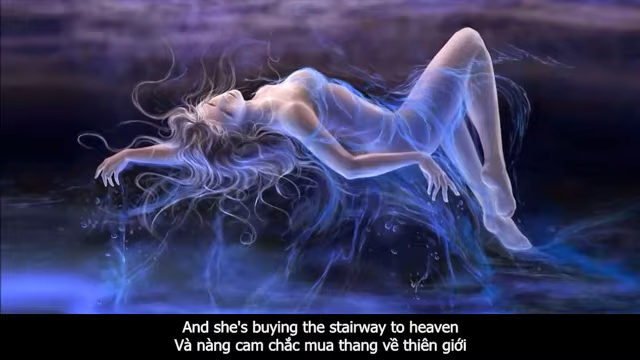 And she's buying the stairway to heaven
Và nàng cam chắc mua thang về thiên giới